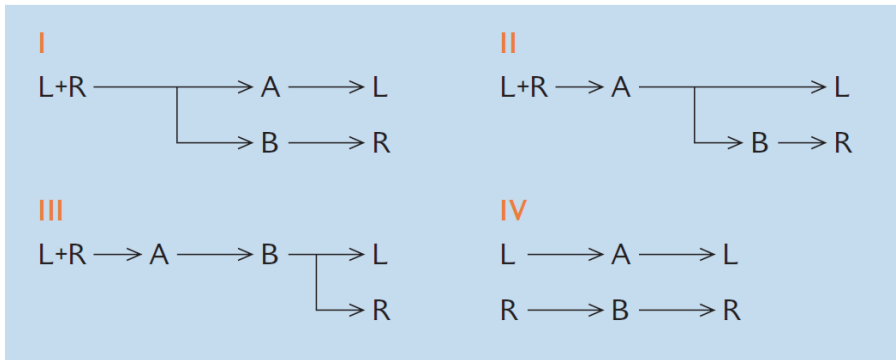 I
L+R A L
B R
II
L+R A L
B R
III
L+R A B L
R
IV
L A L
R B R